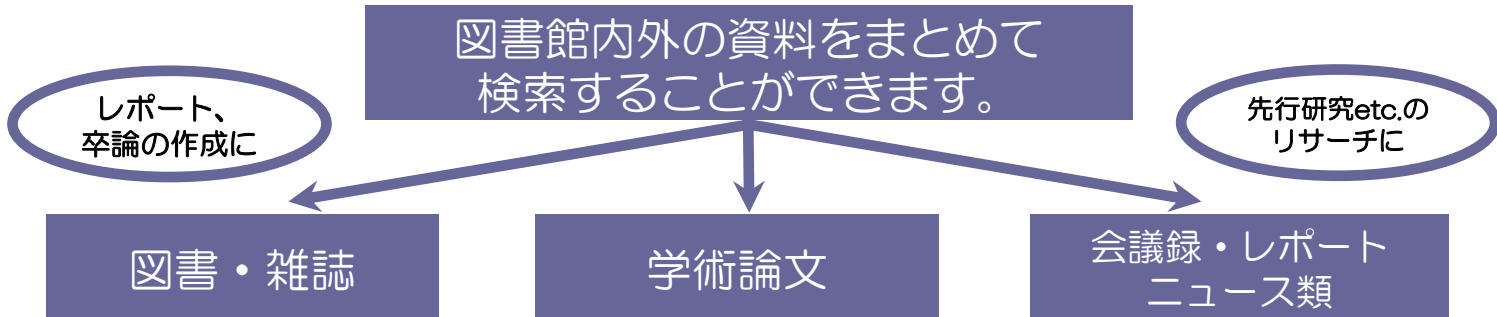 図書館内外の資料をまとめて
検索することができます。
レポート、
卒論の作成に
先行研究etc.の
リサーチに
図書・雑誌
学術論文
会議録・レポート
ニュース類